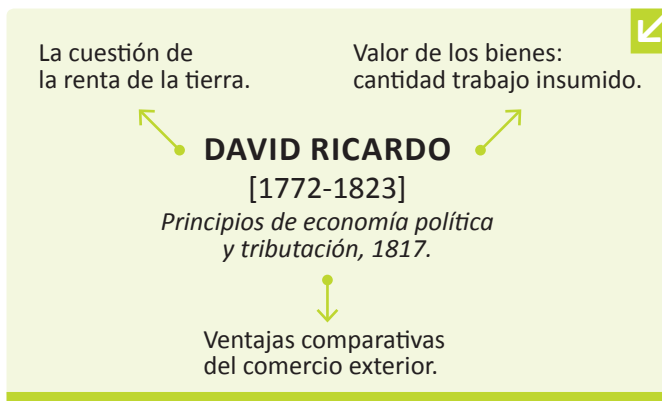 La cuestión de
la renta de la tierra.
Valor de los bienes:
cantidad trabajo insumido.
DAVID RICARDO
[1772-1823]
Principios de economía política
y tributación, 1817.
Ventajas comparativas
del comercio exterior.